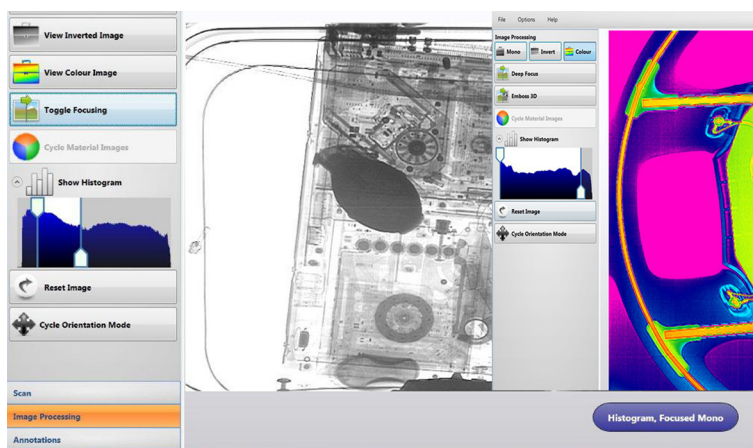 View Inverted Image
View Colour Image
Toggle Focusing
Cycle Material Images
Show Histogram
Reset Image
Cycle Orientation Mode
Scan
Image Processing
Annotations
File Options Help
Image Processing
Mono Invert Colour
Deep Focus
Emboss 3D
Cycle Material Images
Show Histogram
Reset Image
Cycle Orientation Mode
Histogram, Focused Mono